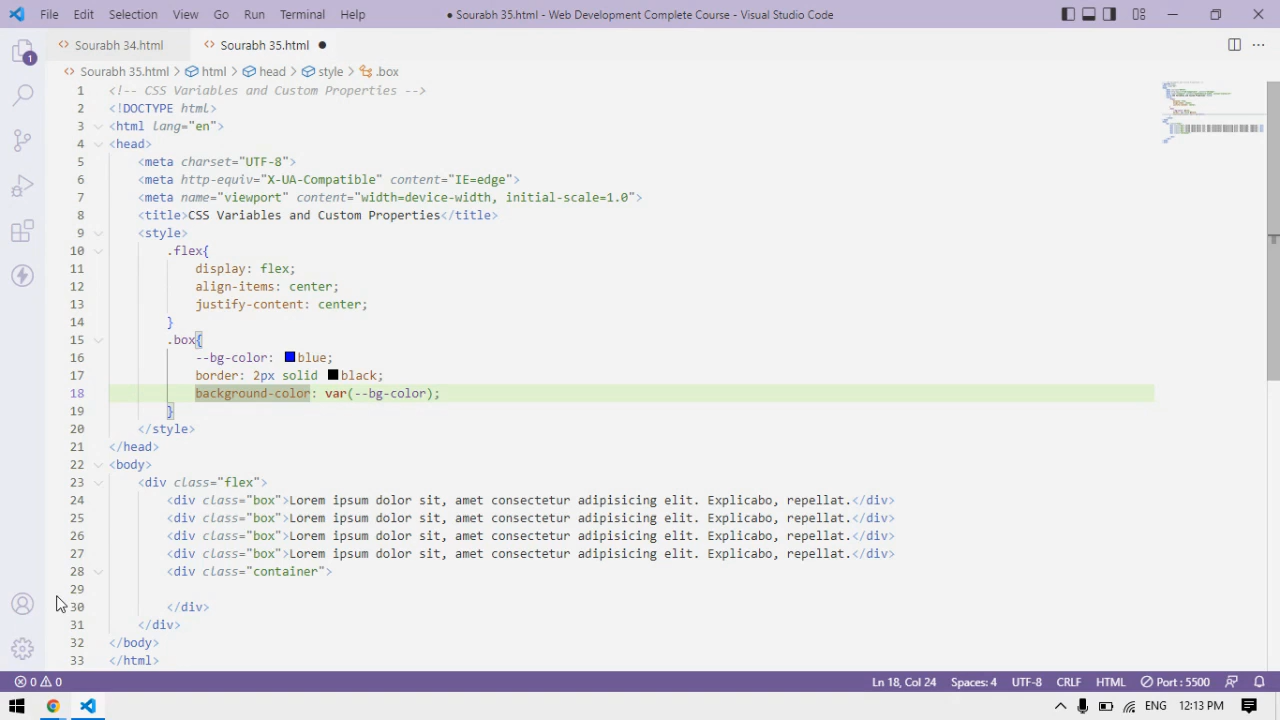 File Edit Selection View Go Run Terminal Help ● Sourabh 35.html - Web Development Complete Course - Visual Studio Code
Sourabh 34.html Sourabh 35.html ●
Sourabh 35.html > html > head > style > .box
1 <!-- CSS Variables and Custom Properties -->
2 <!DOCTYPE html>
3 <html lang="en">
4 <head>
5 <meta charset="UTF-8">
6 <meta http-equiv="X-UA-Compatible" content="IE=edge">
7 <meta name="viewport" content="width=device-width, initial-scale=1.0">
8 <title>CSS Variables and Custom Properties</title>
9 <style>
10 .flex{
11 display: flex;
12 align-items: center;
13 justify-content: center;
14 }
15 .box{
16 --bg-color: blue;
17 border: 2px solid black;
18 background-color: var(--bg-color);
19 }
20 </style>
21 </head>
22 <body>
23 <div class="flex">
24 <div class="box">Lorem ipsum dolor sit, amet consectetur adipisicing elit. Explicabo, repellat.</div>
25 <div class="box">Lorem ipsum dolor sit, amet consectetur adipisicing elit. Explicabo, repellat.</div>
26 <div class="box">Lorem ipsum dolor sit, amet consectetur adipisicing elit. Explicabo, repellat.</div>
27 <div class="box">Lorem ipsum dolor sit, amet consectetur adipisicing elit. Explicabo, repellat.</div>
28 <div class="container">
29
30 </div>
31 </div>
32 </body>
33 </html>
0 0 Ln 18, Col 24 Spaces: 4 UTF-8 CRLF HTML Port : 5500
ENG 12:13 PM